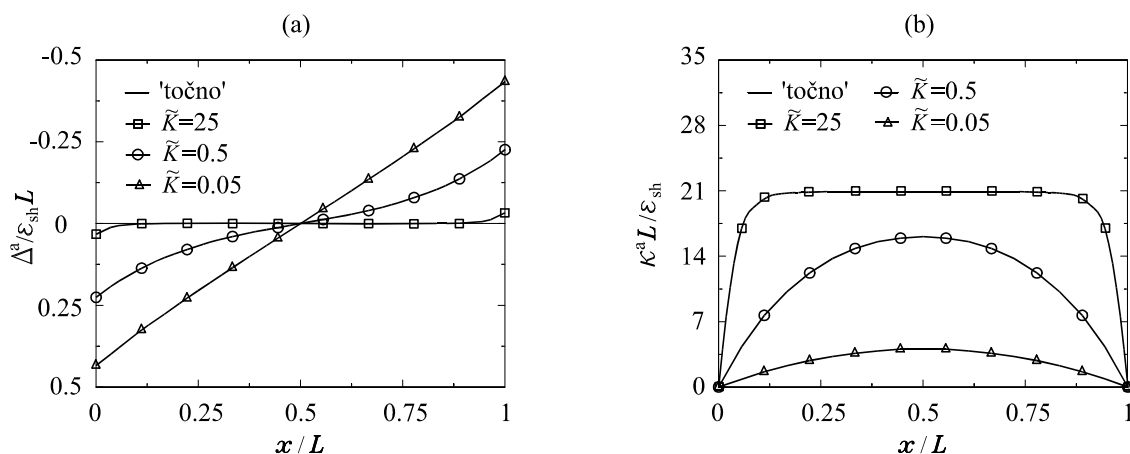 (a)
-0.5
-0.25
0
0.25
0.5
Δᵃ/ε_sh L
'točno'
K̃=25
K̃=0.5
K̃=0.05
0 0.25 0.5 0.75 1
x / L
(b)
35
28
21
14
7
0
κᵃL/ε_sh
'točno' K̃=0.5
K̃=25 K̃=0.05
0 0.25 0.5 0.75 1
x / L